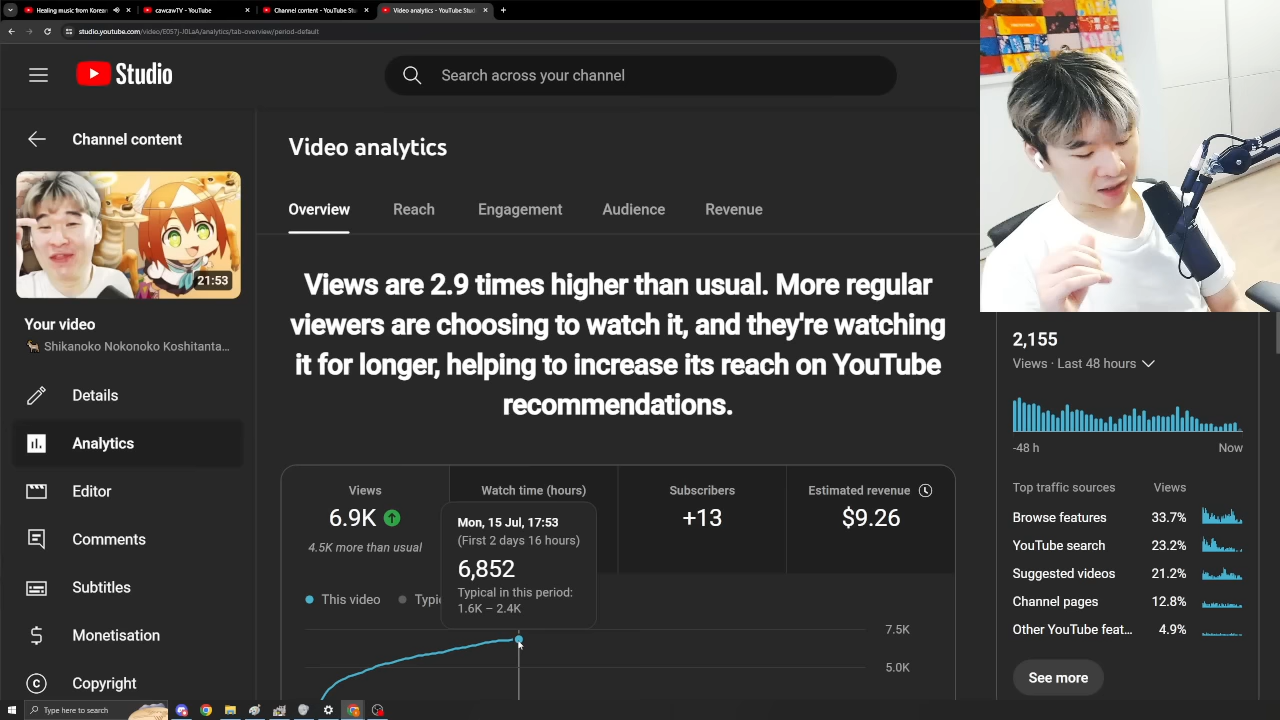 Healing music from Korean
cawcawTV - YouTube
Channel content - YouTube Stu
Video analytics - YouTube Stud
studio.youtube.com/video/E057j-J0LaA/analytics/tab-overview/period-default
Studio
Search across your channel
Channel content
21:53
Your video
Shikanoko Nokonoko Koshitanta...
Details
Analytics
Editor
Comments
Subtitles
Monetisation
Copyright
Video analytics
Overview Reach Engagement Audience Revenue
Views are 2.9 times higher than usual. More regular
viewers are choosing to watch it, and they're watching
it for longer, helping to increase its reach on YouTube
recommendations.
Views
6.9K
4.5K more than usual
Watch time (hours)
Subscribers
+13
Estimated revenue
$9.26
Mon, 15 Jul, 17:53
(First 2 days 16 hours)
6,852
Typical in this period:
1.6K – 2.4K
This video Typi
7.5K
5.0K
2,155
Views · Last 48 hours
-48 h Now
Top traffic sources Views
Browse features 33.7%
YouTube search 23.2%
Suggested videos 21.2%
Channel pages 12.8%
Other YouTube feat... 4.9%
See more
Type here to search